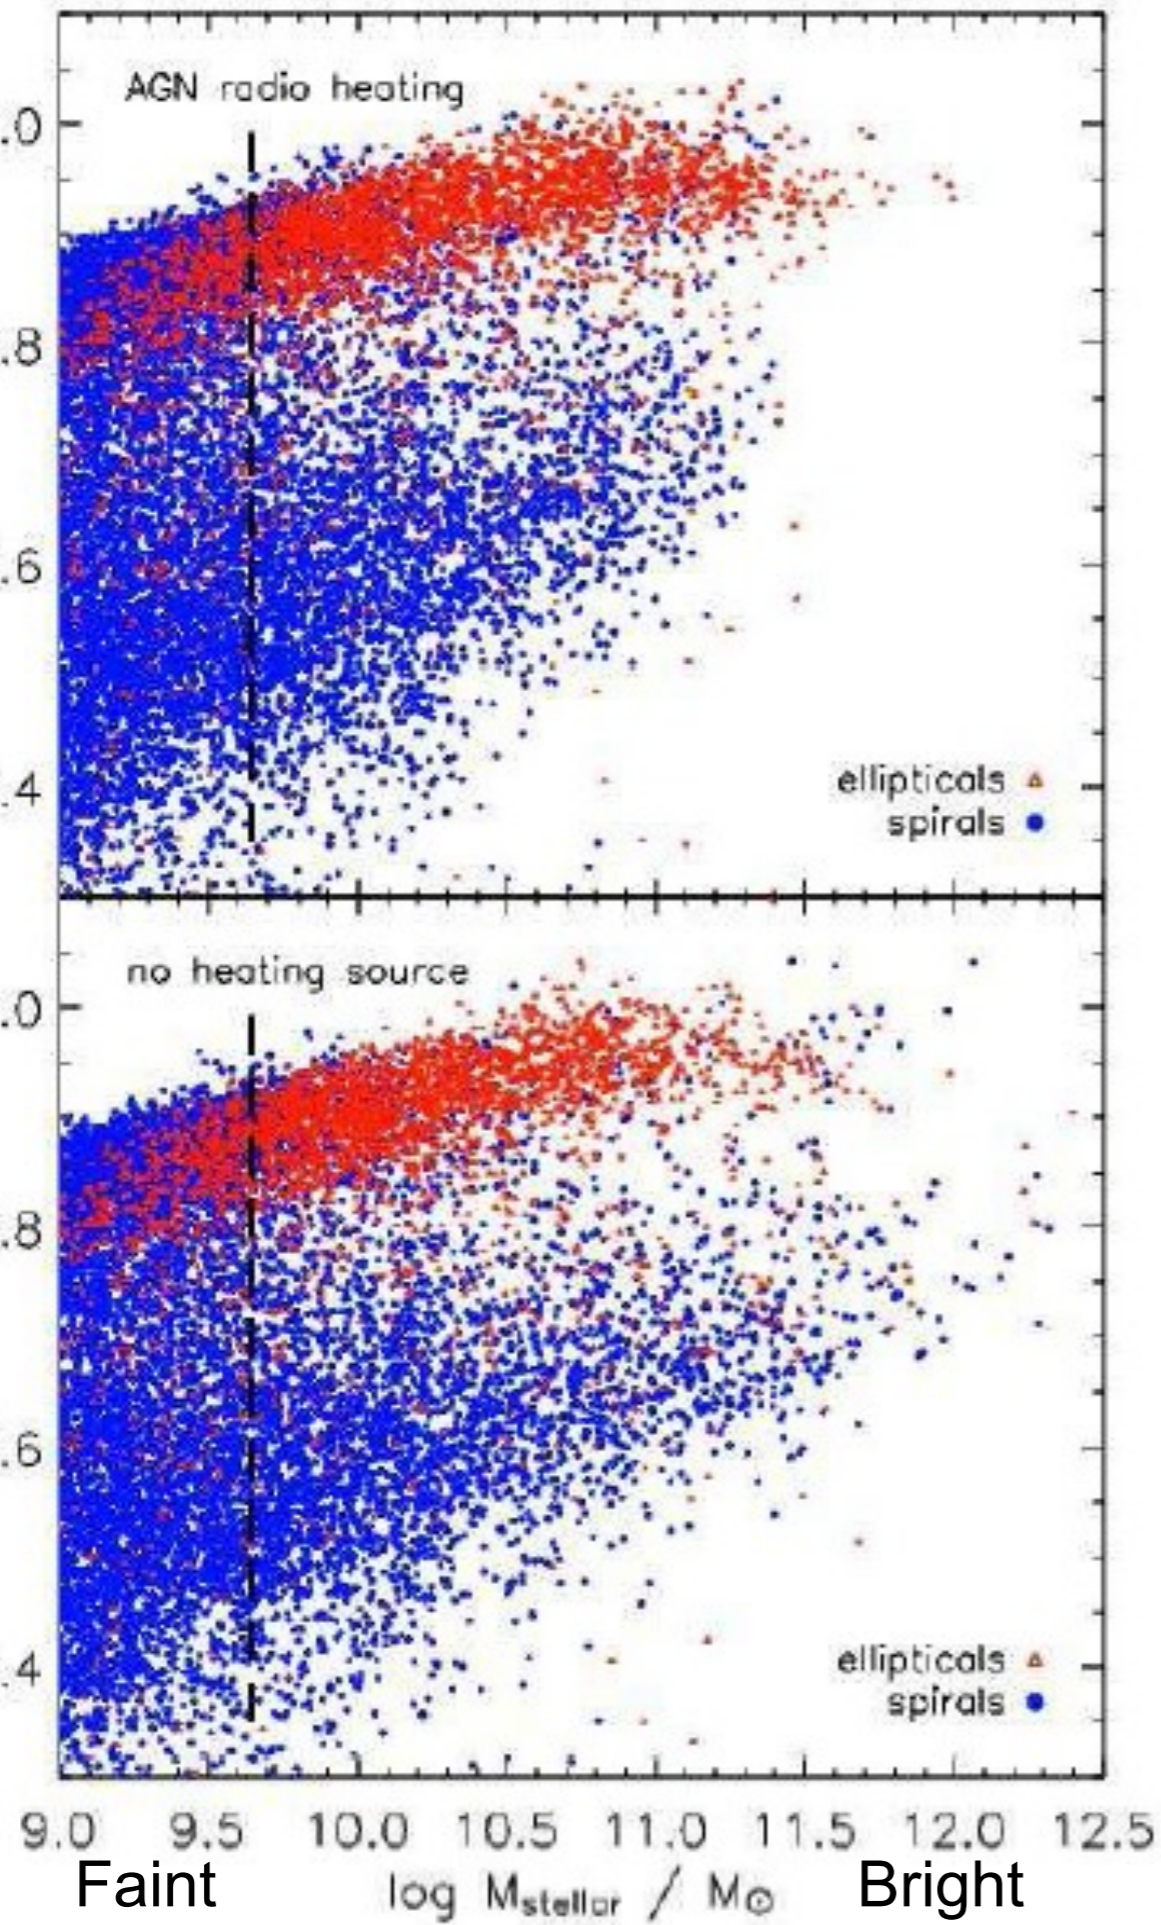 AGN radio heating
.0
.8
.6
.4
ellipticals
spirals
no heating source
.0
.8
.6
.4
ellipticals
spirals
9.0 9.5 10.0 10.5 11.0 11.5 12.0 12.5
Faint log Mstellar / M⊙ Bright